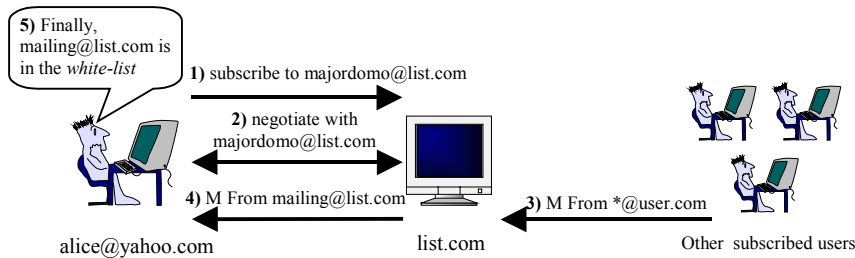 5) Finally,
mailing@list.com is
in the white-list
1) subscribe to majordomo@list.com
2) negotiate with
majordomo@list.com
4) M From mailing@list.com
3) M From *@user.com
alice@yahoo.com
list.com
Other subscribed users